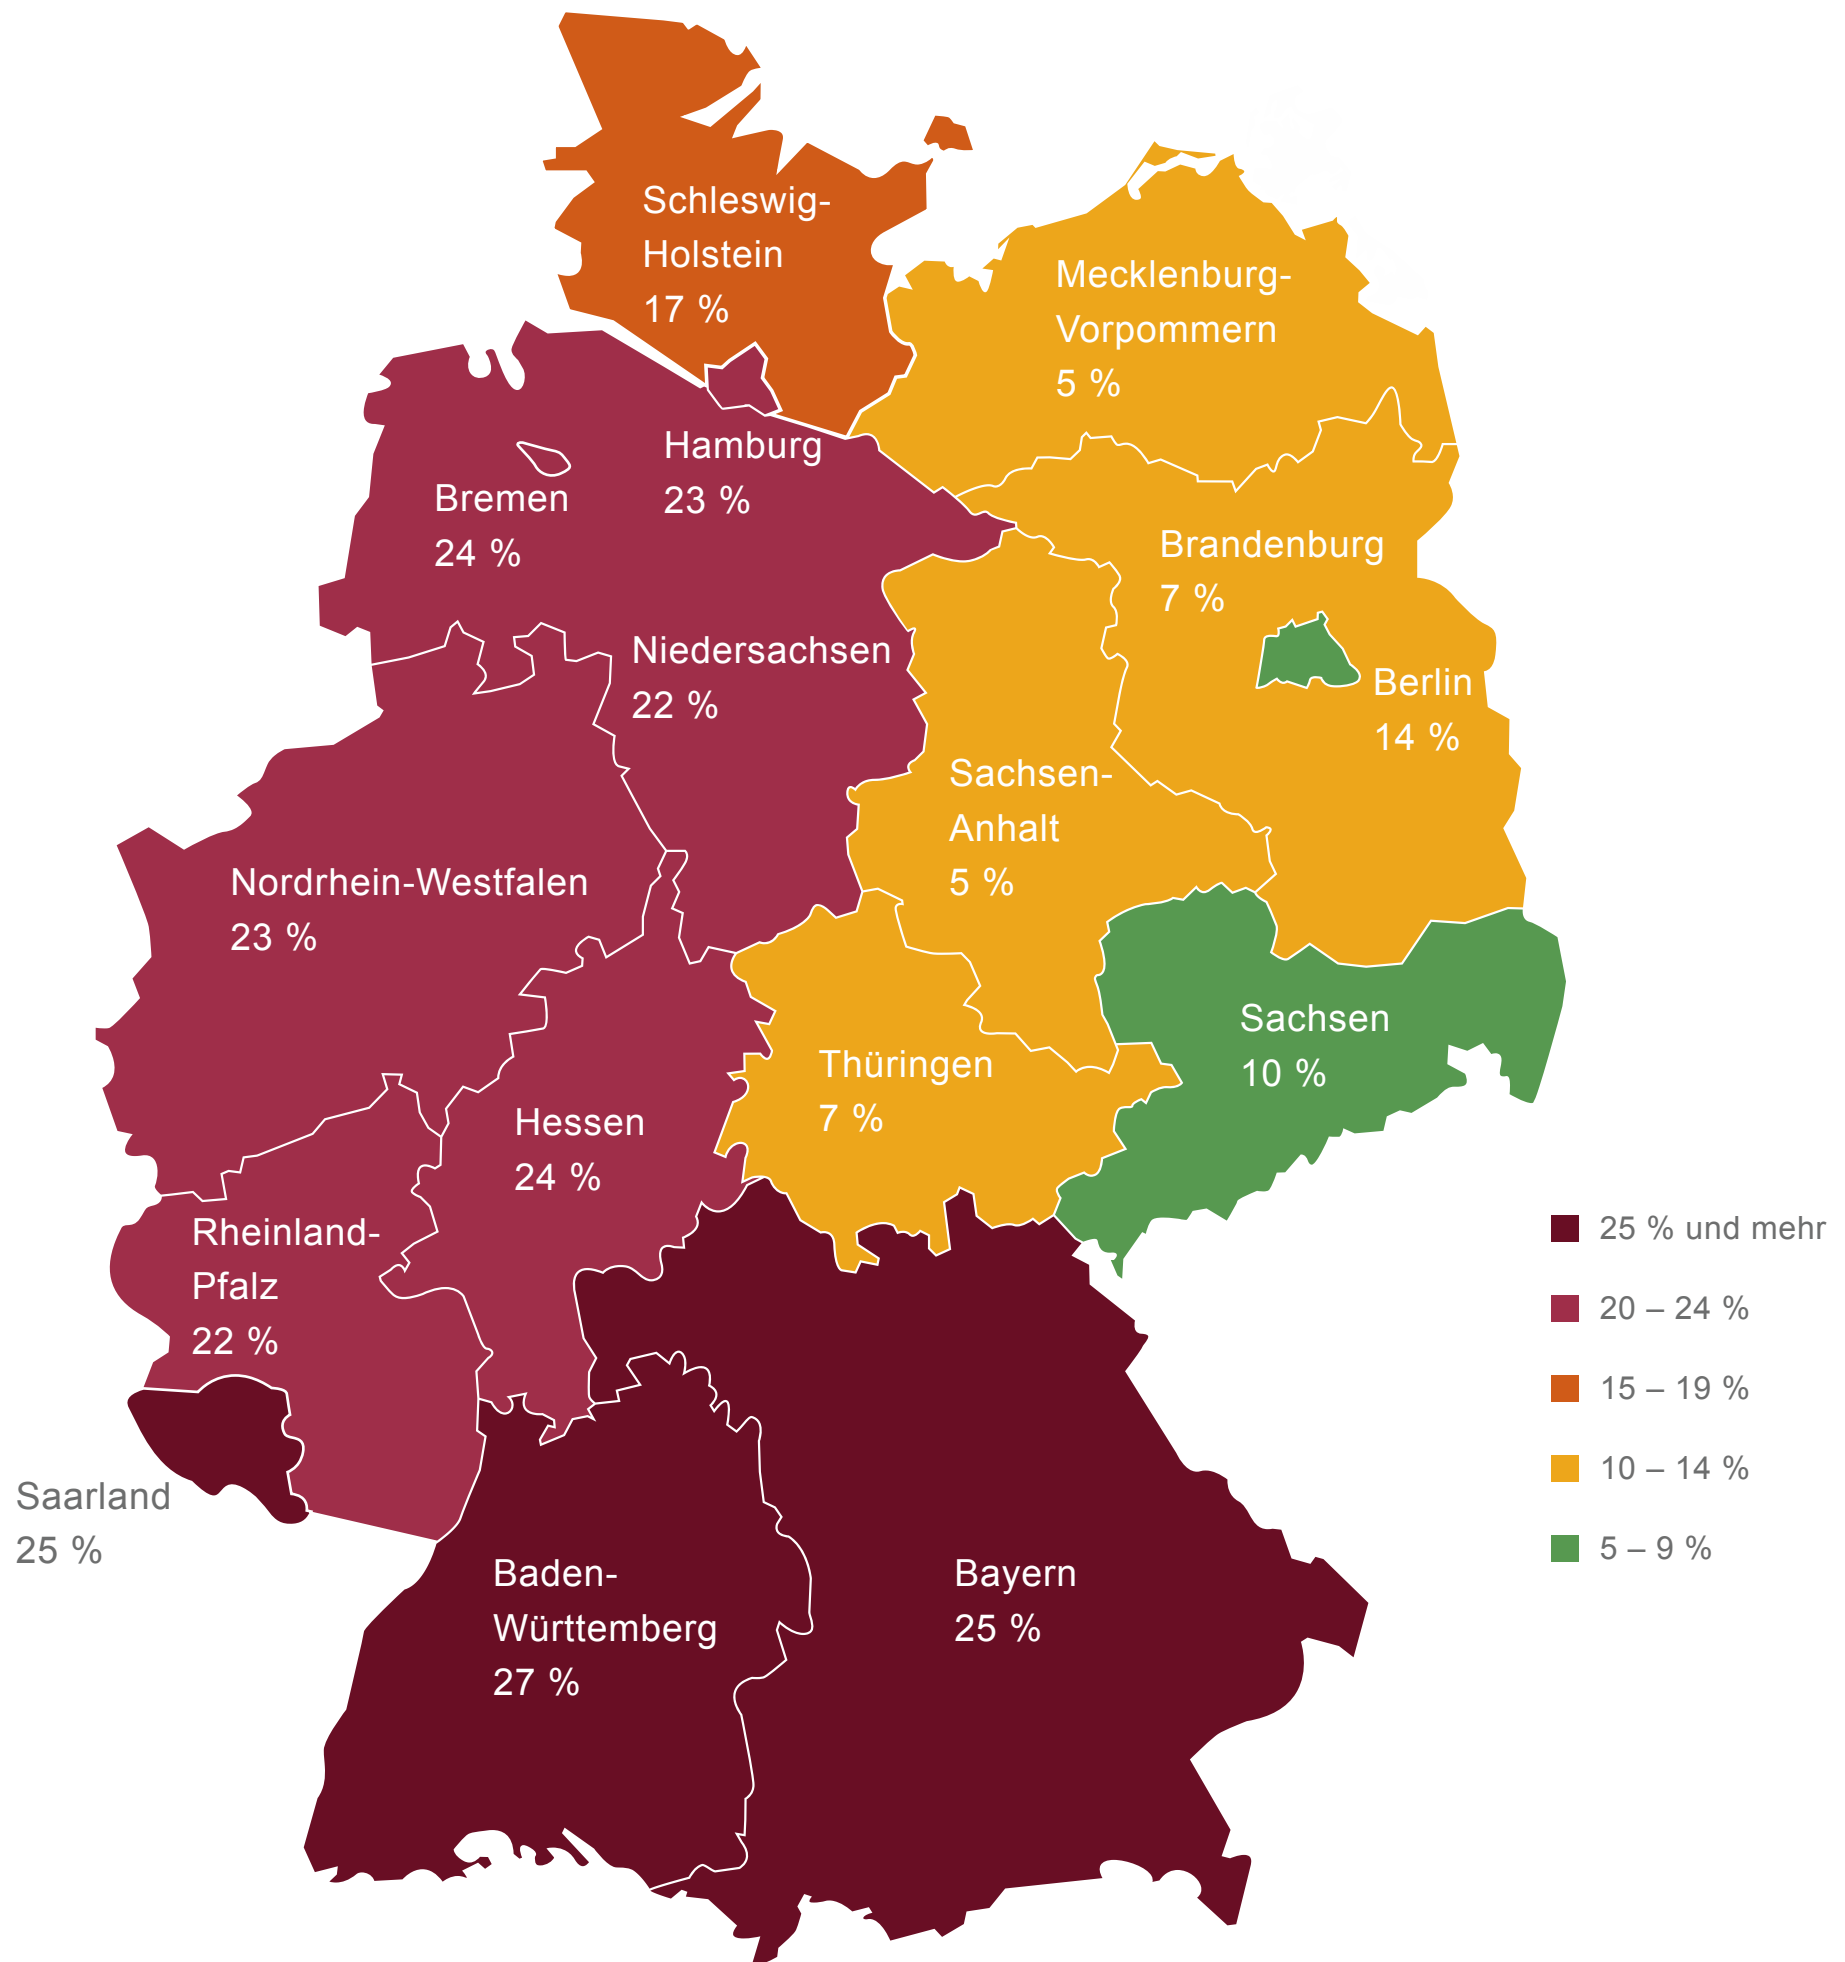 Schleswig-
Holstein
17 %
Mecklenburg-
Vorpommern
5 %
Hamburg
23 %
Bremen
24 %
Brandenburg
7 %
Niedersachsen
22 %
Berlin
14 %
Sachsen-
Anhalt
5 %
Nordrhein-Westfalen
23 %
Sachsen
10 %
Thüringen
7 %
Hessen
24 %
Rheinland-
Pfalz
22 %
Saarland
25 %
Baden-
Württemberg
27 %
Bayern
25 %
25 % und mehr
20 – 24 %
15 – 19 %
10 – 14 %
5 – 9 %